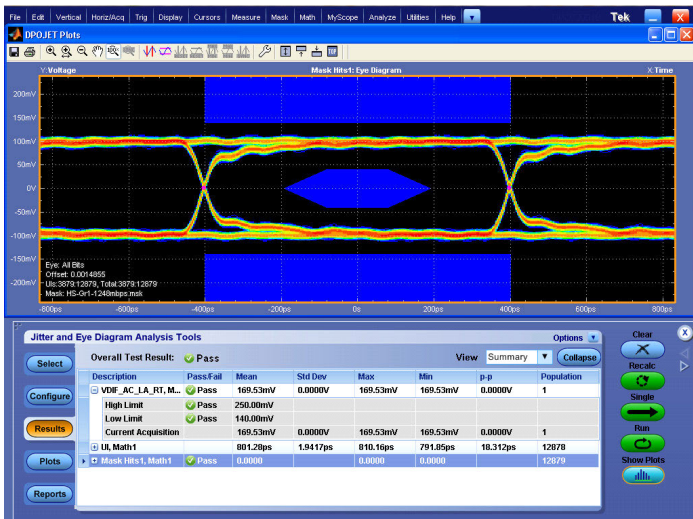 File Edit Vertical Horiz/Acq Trig Display Cursors Measure Mask Math MyScope Analyze Utilities Help Tek
DPOJET Plots
Y:Voltage Mask Hits1: Eye Diagram X:Time
200mV
150mV
100mV
50mV
0V
-50mV
-100mV
-150mV
-200mV
Eye: All Bits
Offset: 0.0014855
UIs:3879:12879, Total:3879:12879
Mask: HS-Gr1-1248mbps.msk
-800ps -600ps -400ps -200ps 0s 200ps 400ps 600ps 800ps
Jitter and Eye Diagram Analysis Tools Options Clear X
Select Overall Test Result: Pass View Summary Collapse
Recalc
Description Pass/Fail Mean Std Dev Max Min p-p Population
VDIF_AC_LA_RT, M... Pass 169.53mV 0.0000V 169.53mV 169.53mV 0.0000V 1
Configure High Limit Pass 250.00mV Single
Low Limit Pass 140.00mV
Results Current Acquisition 169.53mV 0.0000V 169.53mV 169.53mV 0.0000V 1 Run
UI, Math1 801.28ps 1.9417ps 810.16ps 791.85ps 18.312ps 12878
Plots Mask Hits1, Math1 Pass 0.0000 0.0000 0.0000 12879 Show Plots
Reports